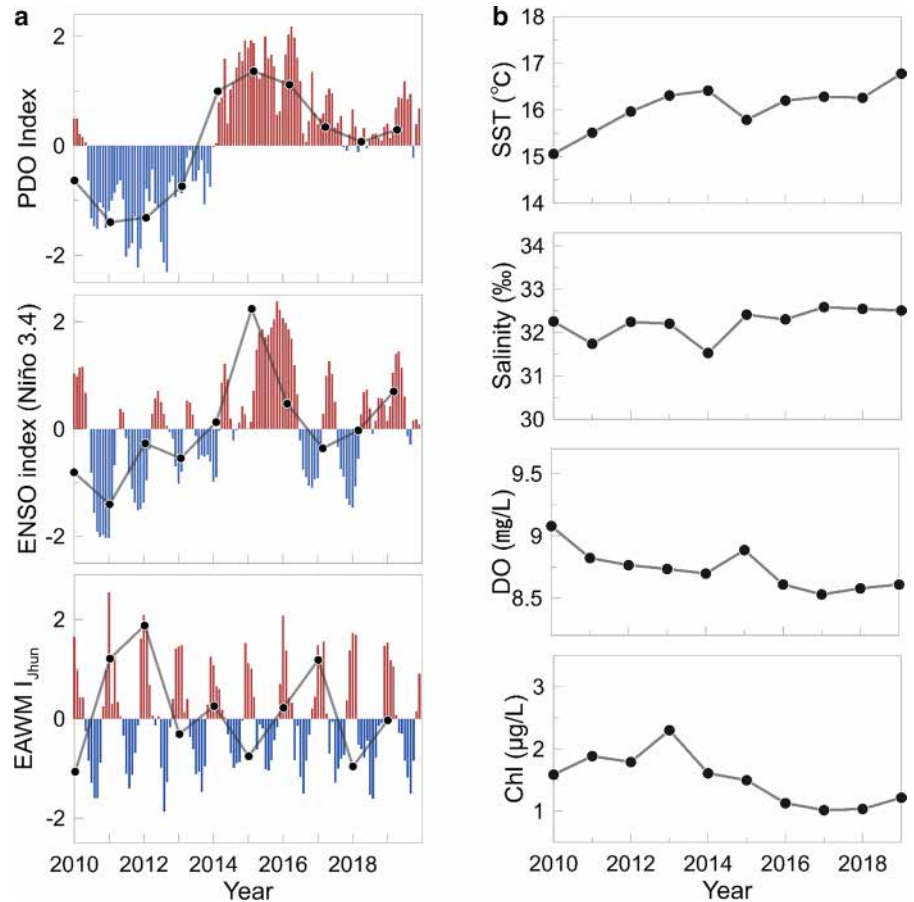 a
2
0
-2
PDO Index
2
0
-2
ENSO index (Niño 3.4)
2
0
-2
EAWM I_Jhun
2010 2012 2014 2016 2018
Year
b
18
17
16
15
14
SST (℃)
34
33
32
31
30
Salinity (‰)
9.5
9
8.5
DO (㎎/L)
3
2
1
Chl (µg/L)
2010 2012 2014 2016 2018
Year